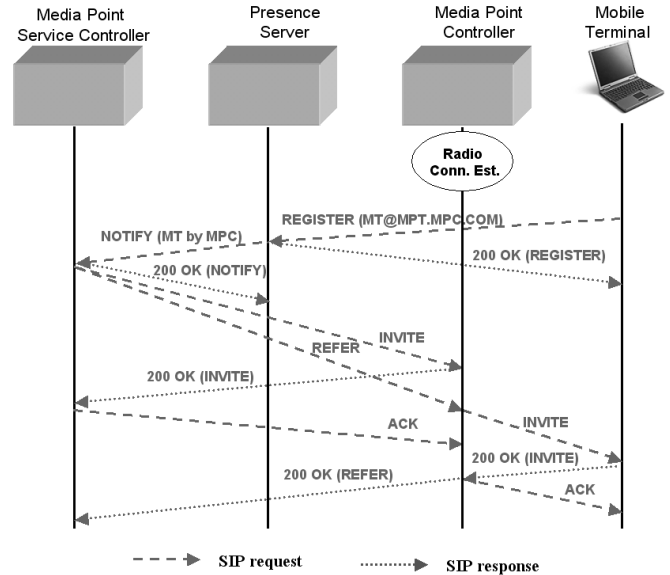 Media Point
Service Controller
Presence
Server
Media Point
Controller
Mobile
Terminal
Radio
Conn. Est.
REGISTER (MT@MPT.MPC.COM)
NOTIFY (MT by MPC)
200 OK (REGISTER)
200 OK (NOTIFY)
INVITE
REFER
200 OK (INVITE)
ACK
INVITE
200 OK (INVITE)
200 OK (REFER)
ACK
SIP request
SIP response